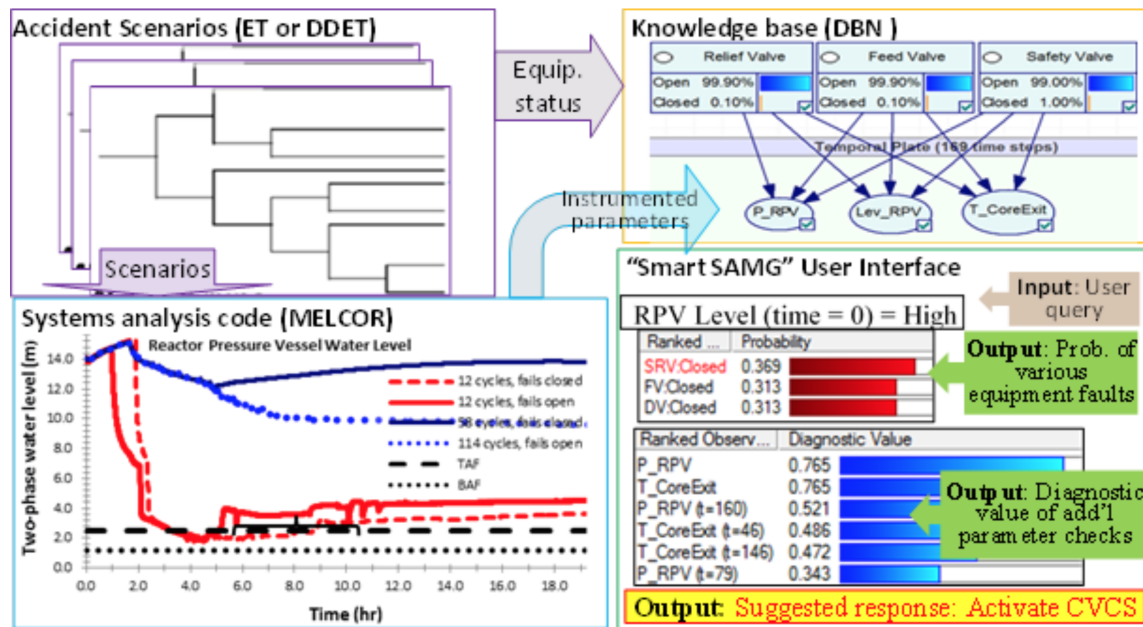 Accident Scenarios (ET or DDET)
Equip.
status
Scenarios
Instrumented
parameters
Knowledge base (DBN )
Relief Valve
Open 99.90%
Closed 0.10%
Feed Valve
Open 99.90%
Closed 0.10%
Safety Valve
Open 99.00%
Closed 1.00%
Temporal Plate (169 time steps)
P_RPV
Lev_RPV
T_CoreExit
Systems analysis code (MELCOR)
Reactor Pressure Vessel Water Level
Two-phase water level (m)
14.0
12.0
10.0
8.0
6.0
4.0
2.0
0.0
12 cycles, fails closed
12 cycles, fails open
58 cycles, fails closed
114 cycles, fails open
TAF
BAF
0.0 2.0 4.0 6.0 8.0 10.0 12.0 14.0 16.0 18.0
Time (hr)
“Smart SAMG” User Interface
Input: User
query
RPV Level (time = 0) = High
Ranked ... Probability
SRV:Closed 0.369
FV:Closed 0.313
DV:Closed 0.313
Output: Prob. of
various
equipment faults
Ranked Observ... Diagnostic Value
P_RPV 0.765
T_CoreExit 0.765
P_RPV (t=160) 0.521
T_CoreExit (t=46) 0.486
T_CoreExit (t=146) 0.472
P_RPV (t=79) 0.343
Output: Diagnostic
value of add’l
parameter checks
Output: Suggested response: Activate CVCS